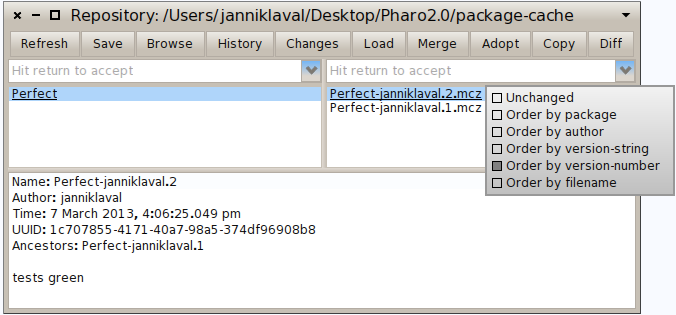 Repository: /Users/janniklaval/Desktop/Pharo2.0/package-cache
Refresh Save Browse History Changes Load Merge Adopt Copy Diff
Hit return to accept Hit return to accept
Perfect
Perfect-janniklaval.2.mcz
Perfect-janniklaval.1.mcz
Unchanged
Order by package
Order by author
Order by version-string
Order by version-number
Order by filename
Name: Perfect-janniklaval.2
Author: janniklaval
Time: 7 March 2013, 4:06:25.049 pm
UUID: 1c707855-4171-40a7-98a5-374df96908b8
Ancestors: Perfect-janniklaval.1
tests green